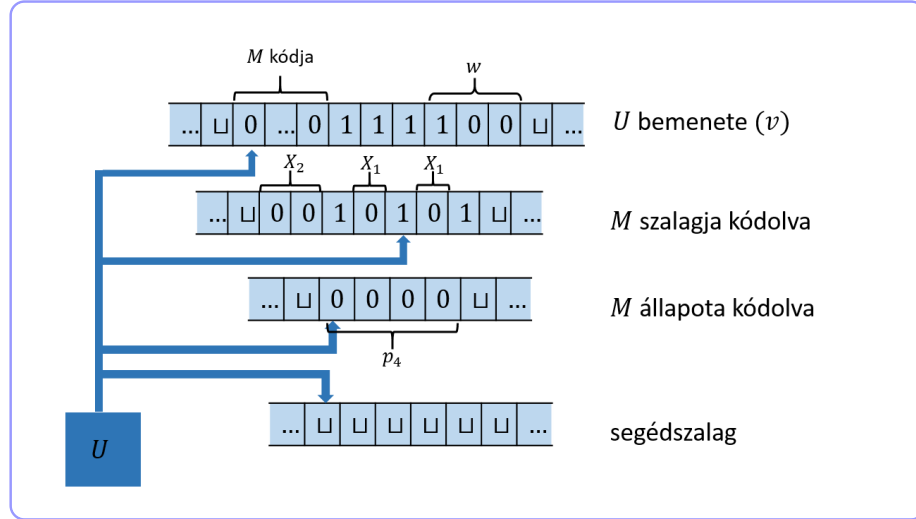 M kódja
w
... ⊔ 0 ... 0 1 1 1 1 0 0 ⊔ ...
U bemenete (v)
X₂ X₁ X₁
... ⊔ 0 0 1 0 1 0 1 ⊔ ...
M szalagja kódolva
... ⊔ 0 0 0 0 ⊔ ...
M állapota kódolva
p₄
... ⊔ ⊔ ⊔ ⊔ ⊔ ⊔ ...
segédszalag
U